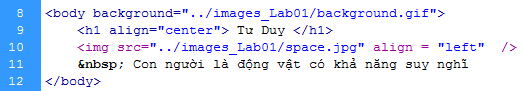 8 <body background="../images_Lab01/background.gif">
9 <h1 align="center"> Tư Duy </h1>
10 <img src="../images_Lab01/space.jpg" align = "left"  />
11 &nbsp; Con người là động vật có khả năng suy nghĩ
12 </body>